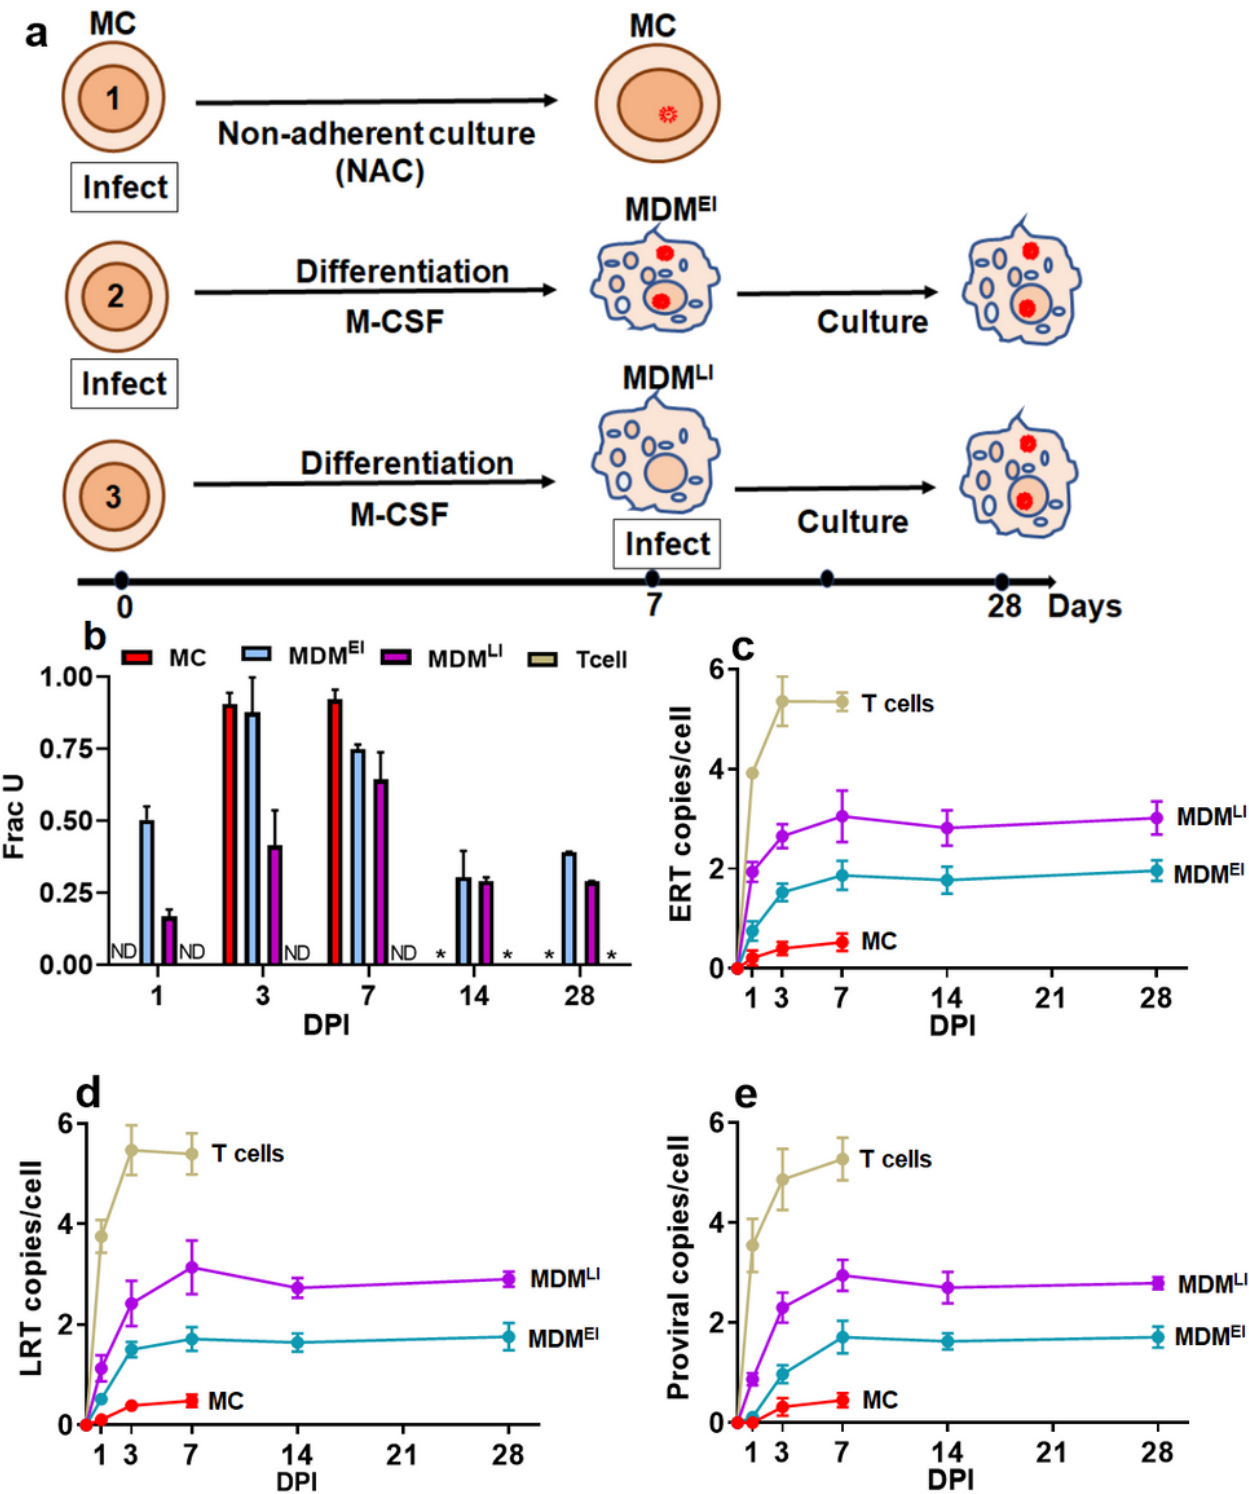 a
MC
MC
1
Non-adherent culture
(NAC)
Infect
MDMEI
2
Differentiation
M-CSF
Culture
Infect
MDMLI
3
Differentiation
M-CSF
Culture
Infect
0 7 28 Days
b
MC MDMEI MDMLI Tcell
Frac U
1.00
0.75
0.50
0.25
0.00
ND ND ND ND * * * *
1 3 7 14 28
DPI
c
ERT copies/cell
6
4
2
0
T cells
MDMLI
MDMEI
MC
1 3 7 14 21 28
DPI
d
LRT copies/cell
6
4
2
0
T cells
MDMLI
MDMEI
MC
1 3 7 14 21 28
DPI
e
Proviral copies/cell
6
4
2
0
T cells
MDMLI
MDMEI
MC
1 3 7 14 21 28
DPI